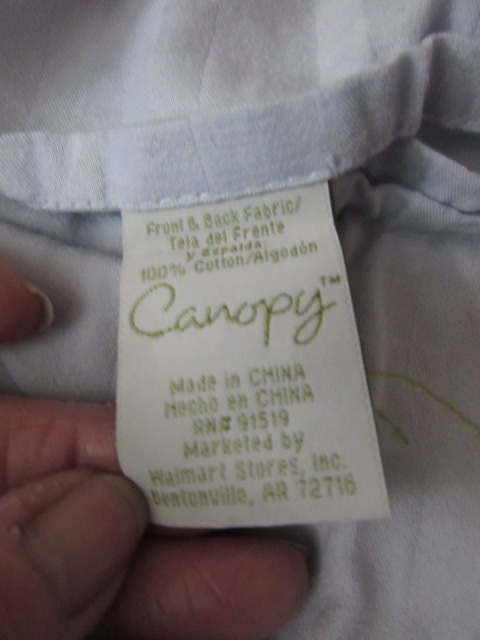 Front & Back Fabric/
Tela del Frente
y espalda
100% Cotton/Algodón
Canopy™
Made in CHINA
Hecho en CHINA
RN# 91519
Marketed by
Walmart Stores, Inc.
Bentonville, AR 72716